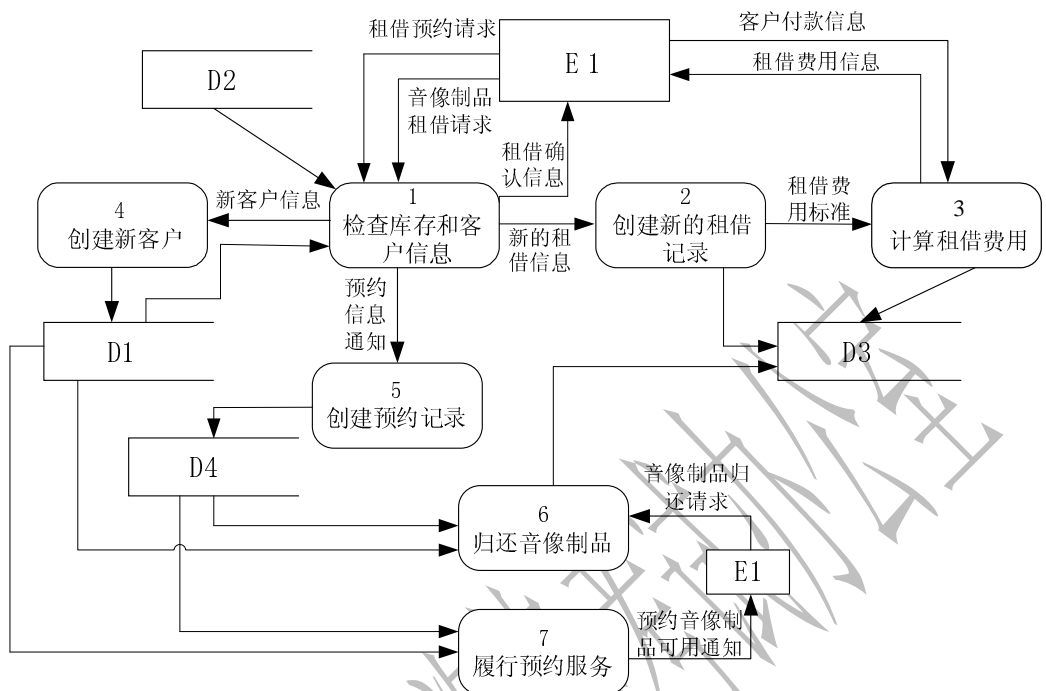 租借预约请求
E1
客户付款信息
租借费用信息
D2
音像制品
租借请求
租借确
认信息
4
创建新客户
新客户信息
1
检查库存和客
户信息
新的租
借信息
2
创建新的租借
记录
租借费
用标准
3
计算租借费用
预约
信息
通知
D1
D3
5
创建预约记录
D4
音像制品归
还请求
6
归还音像制品
E1
7
履行预约服务
预约音像制
品可用通知